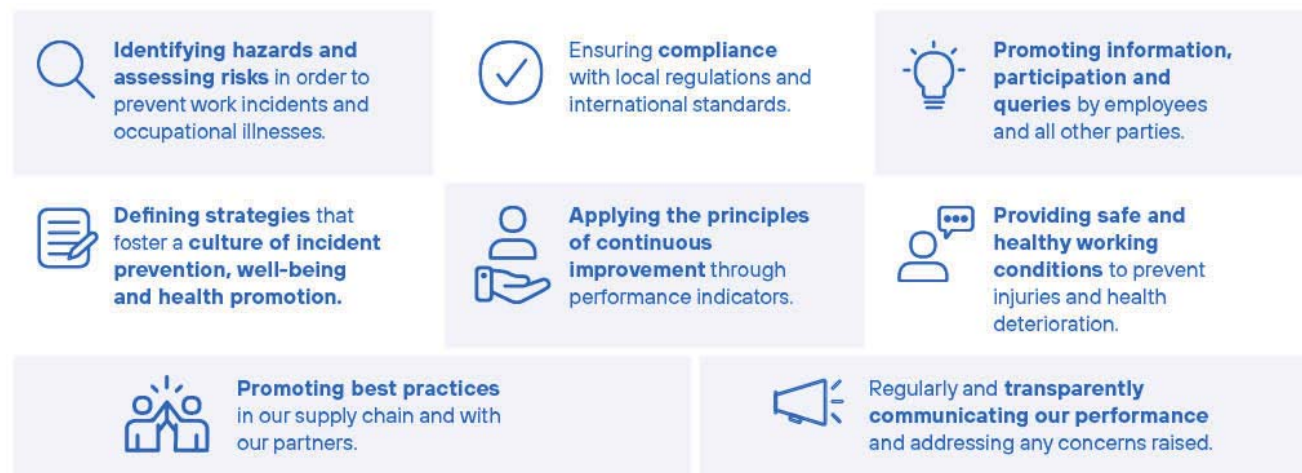 Identifying hazards and
assessing risks in order to
prevent work incidents and
occupational illnesses.
Ensuring compliance
with local regulations and
international standards.
Promoting information,
participation and
queries by employees
and all other parties.
Defining strategies that
foster a culture of incident
prevention, well-being
and health promotion.
Applying the principles
of continuous
improvement through
performance indicators.
Providing safe and
healthy working
conditions to prevent
injuries and health
deterioration.
Promoting best practices
in our supply chain and with
our partners.
Regularly and transparently
communicating our performance
and addressing any concerns raised.